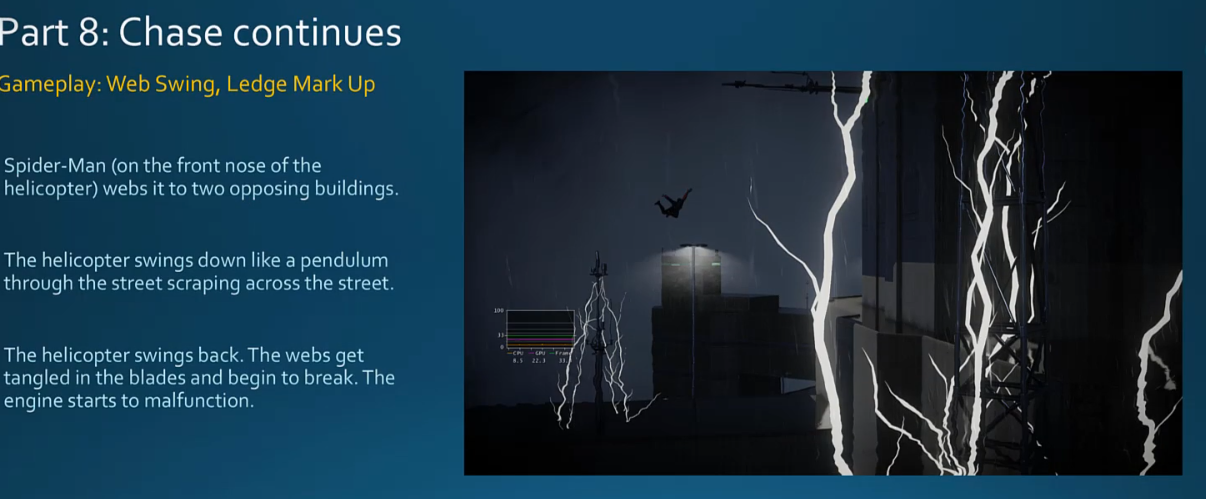 Part 8: Chase continues
Gameplay: Web Swing, Ledge Mark Up
Spider-Man (on the front nose of the
helicopter) webs it to two opposing buildings.
The helicopter swings down like a pendulum
through the street scraping across the street.
The helicopter swings back. The webs get
tangled in the blades and begin to break. The
engine starts to malfunction.
100
33
0
CPU GPU Frame
8.5 22.3 33.